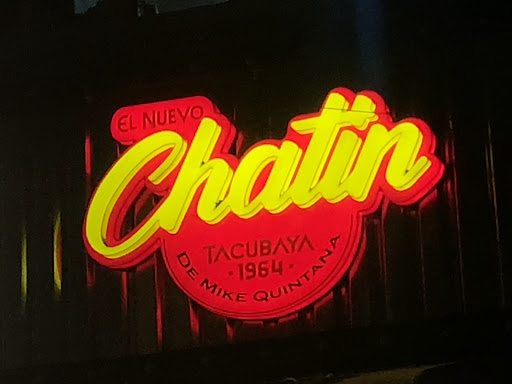 EL NUEVO
Chatin
TACUBAYA
· 1964 ·
DE MIKE QUINTANA